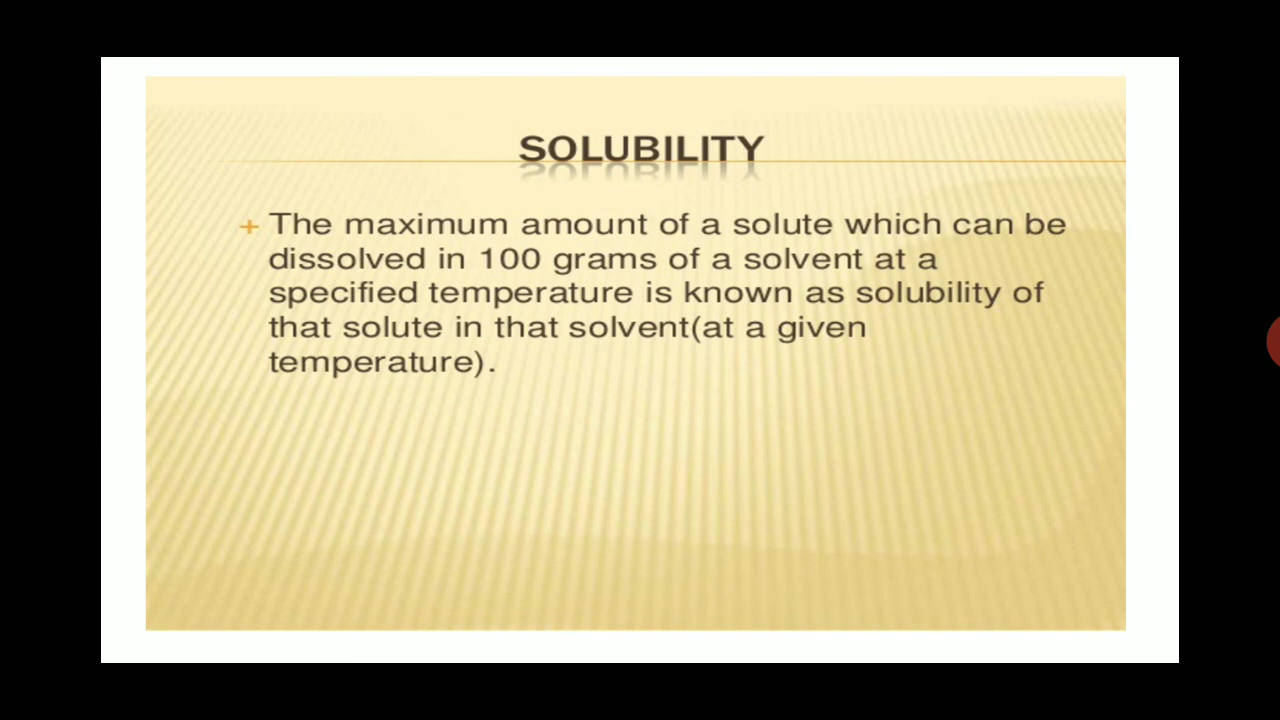 SOLUBILITY
+ The maximum amount of a solute which can be
dissolved in 100 grams of a solvent at a
specified temperature is known as solubility of
that solute in that solvent(at a given
temperature).